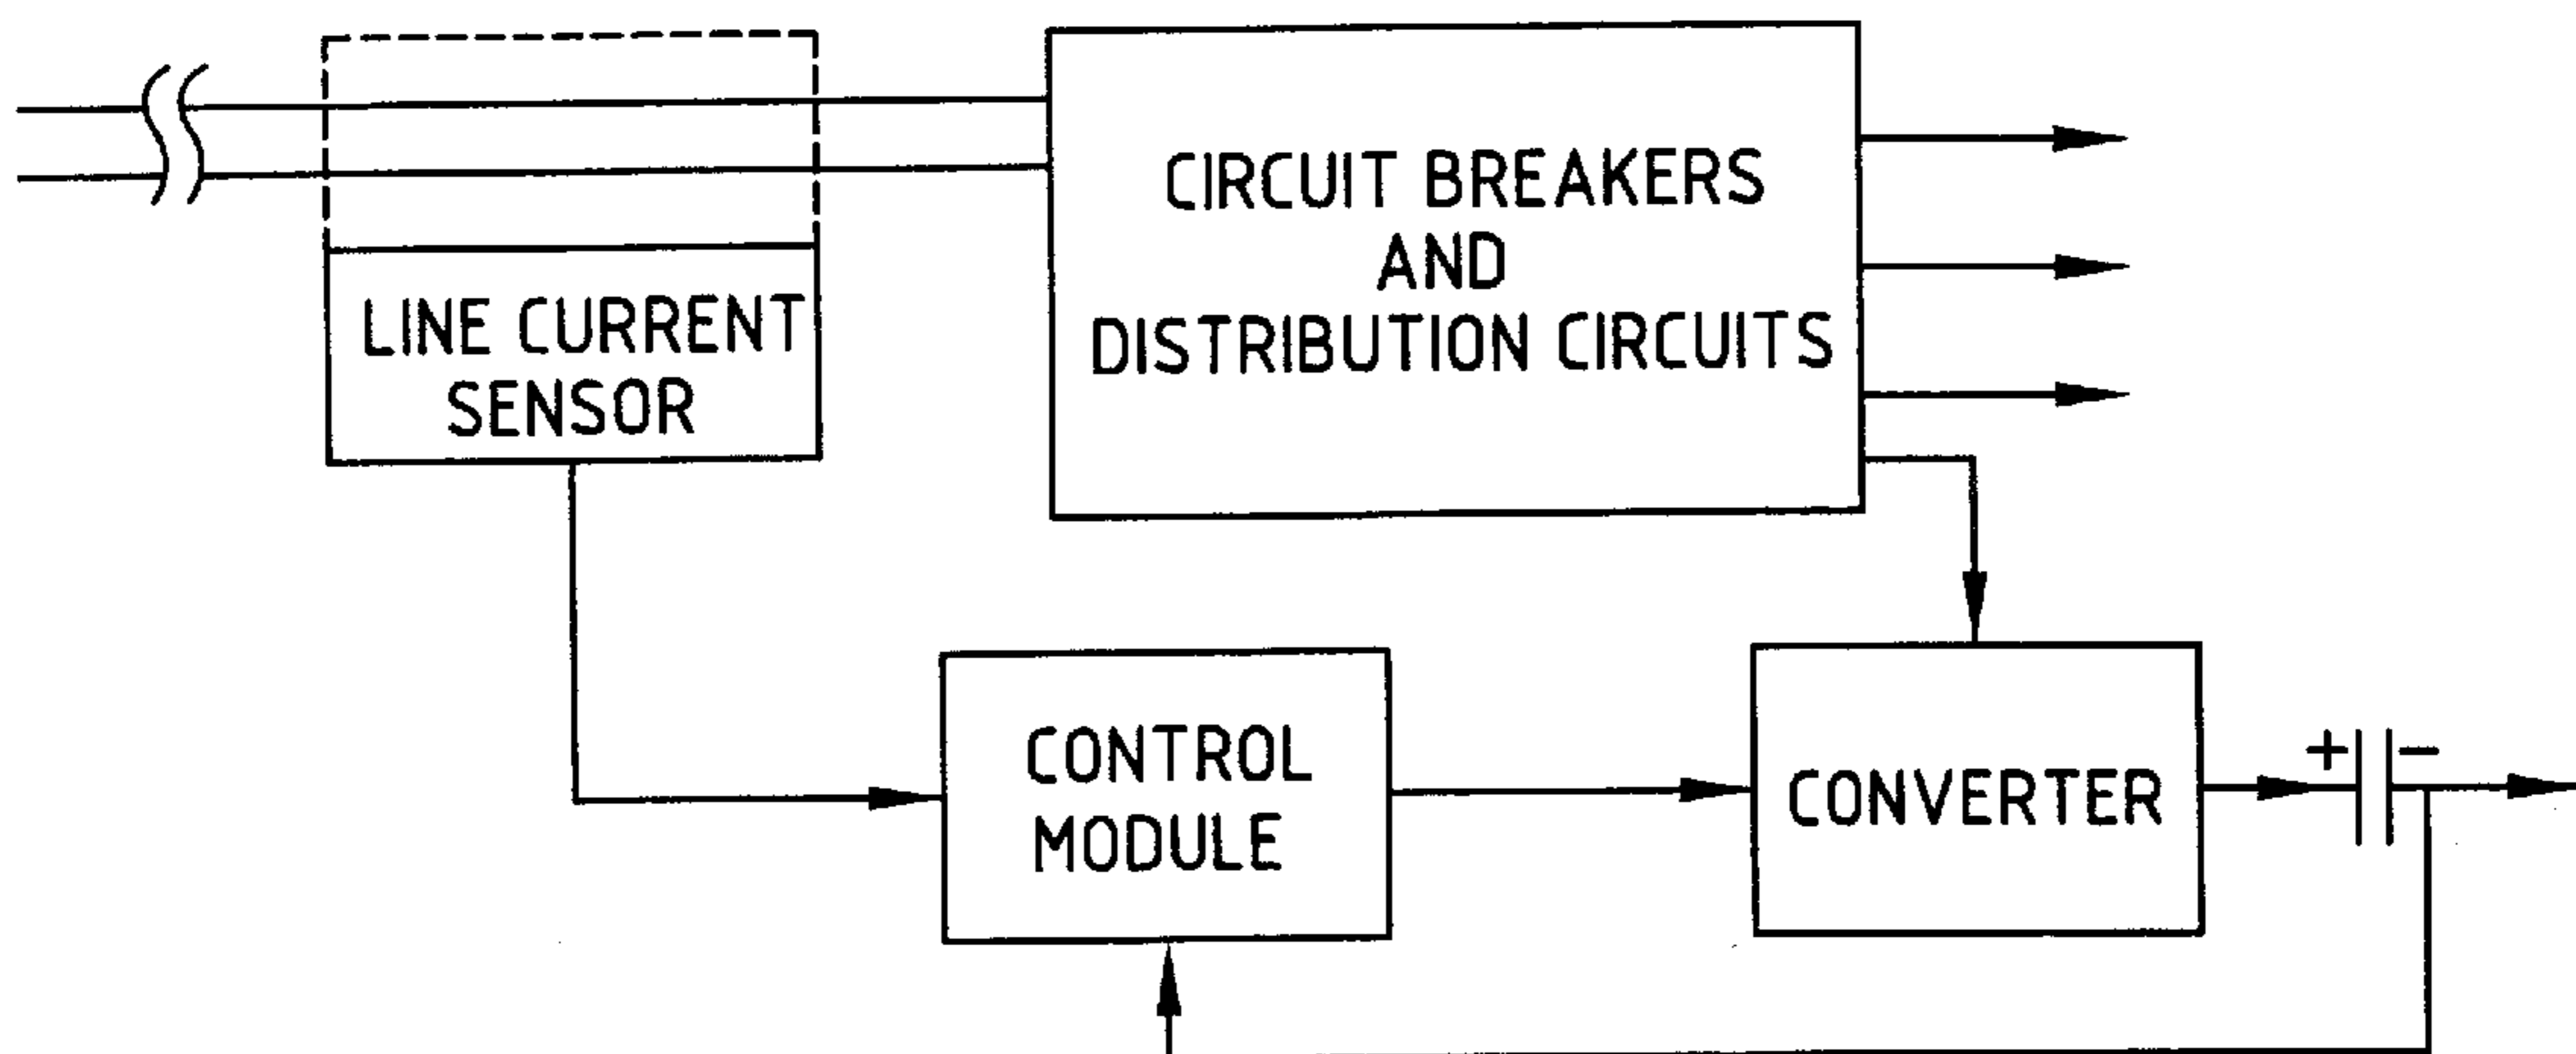 LINE CURRENT
SENSOR
CIRCUIT BREAKERS
AND
DISTRIBUTION CIRCUITS
CONTROL
MODULE
CONVERTER
+ −